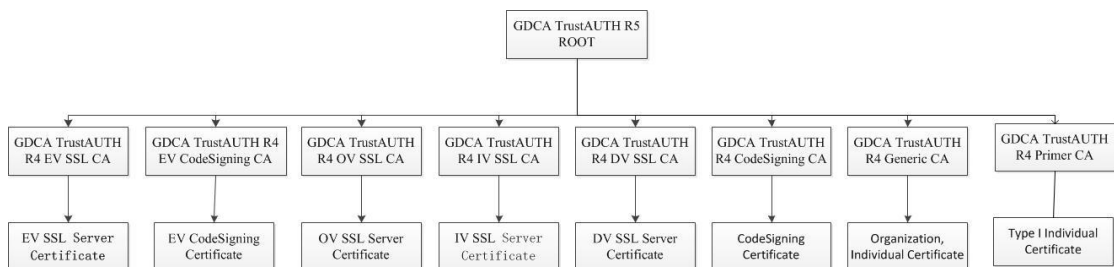 GDCA TrustAUTH R5
ROOT
GDCA TrustAUTH
R4 EV SSL CA
GDCA TrustAUTH R4
EV CodeSigning CA
GDCA TrustAUTH
R4 OV SSL CA
GDCA TrustAUTH
R4 IV SSL CA
GDCA TrustAUTH
R4 DV SSL CA
GDCA TrustAUTH
R4 CodeSigning CA
GDCA TrustAUTH
R4 Generic CA
GDCA TrustAUTH
R4 Primer CA
EV SSL Server
Certificate
EV CodeSigning
Certificate
OV SSL Server
Certificate
IV SSL Server
Certificate
DV SSL Server
Certificate
CodeSigning
Certificate
Organization,
Individual Certificate
Type I Individual
Certificate